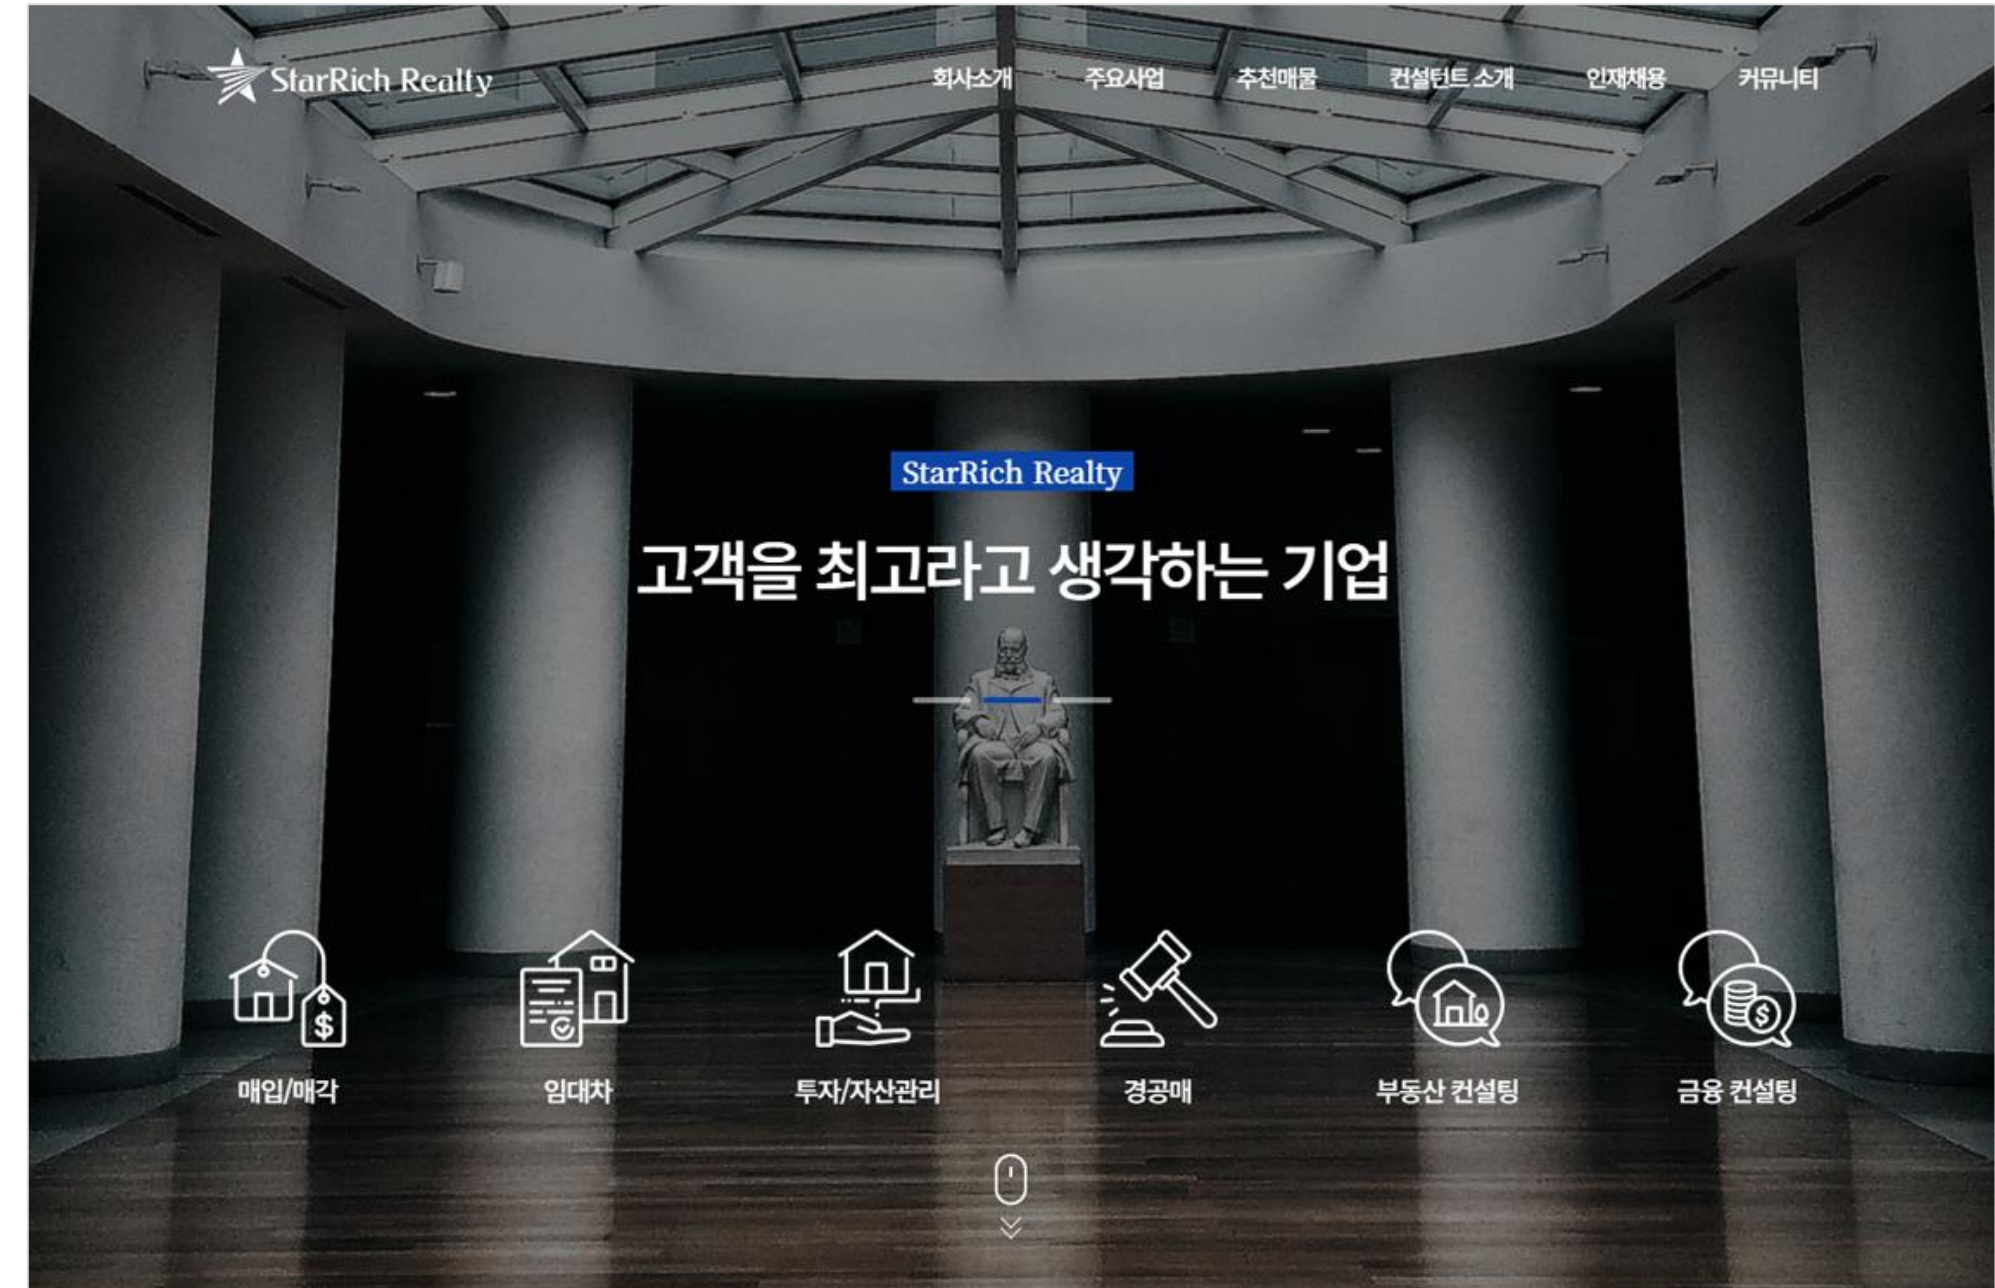 StarRich Realty
회사소개 주요사업 추천매물 컨설턴트 소개 인재채용 커뮤니티
StarRich Realty
고객을 최고라고 생각하는 기업
$ $
매입/매각 임대차 투자/자산관리 경공매 부동산 컨설팅 금융 컨설팅